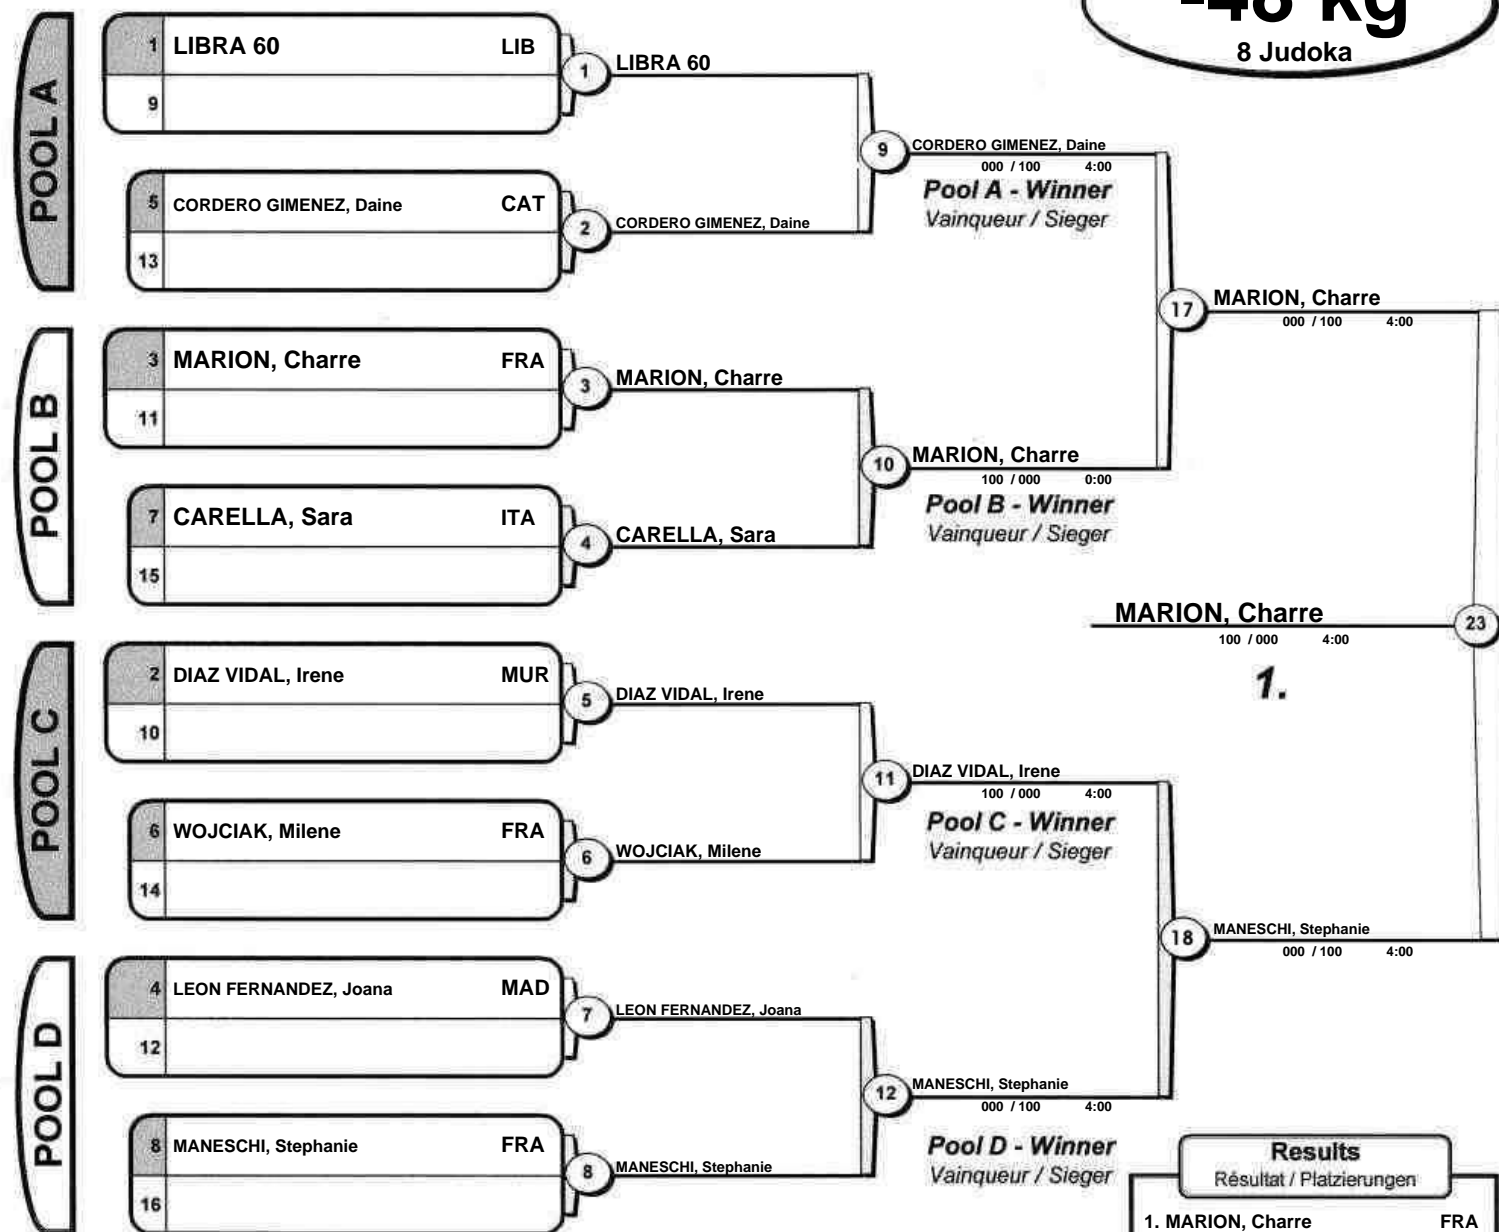 -48 kg
8 Judoka
POOL A
1 LIBRA 60 LIB
9
1 LIBRA 60
5 CORDERO GIMENEZ, Daine CAT
13
2 CORDERO GIMENEZ, Daine
9 CORDERO GIMENEZ, Daine
000 / 100 4:00
Pool A - Winner
Vainqueur / Sieger
POOL B
3 MARION, Charre FRA
11
3 MARION, Charre
7 CARELLA, Sara ITA
15
4 CARELLA, Sara
10 MARION, Charre
100 / 000 0:00
Pool B - Winner
Vainqueur / Sieger
17 MARION, Charre
000 / 100 4:00
MARION, Charre 23
100 / 000 4:00
1.
POOL C
2 DIAZ VIDAL, Irene MUR
10
5 DIAZ VIDAL, Irene
6 WOJCIAK, Milene FRA
14
6 WOJCIAK, Milene
11 DIAZ VIDAL, Irene
100 / 000 4:00
Pool C - Winner
Vainqueur / Sieger
POOL D
4 LEON FERNANDEZ, Joana MAD
12
7 LEON FERNANDEZ, Joana
8 MANESCHI, Stephanie FRA
16
8 MANESCHI, Stephanie
12 MANESCHI, Stephanie
000 / 100 4:00
Pool D - Winner
Vainqueur / Sieger
18 MANESCHI, Stephanie
000 / 100 4:00
Results
Résultat / Platzierungen
1. MARION, Charre FRA